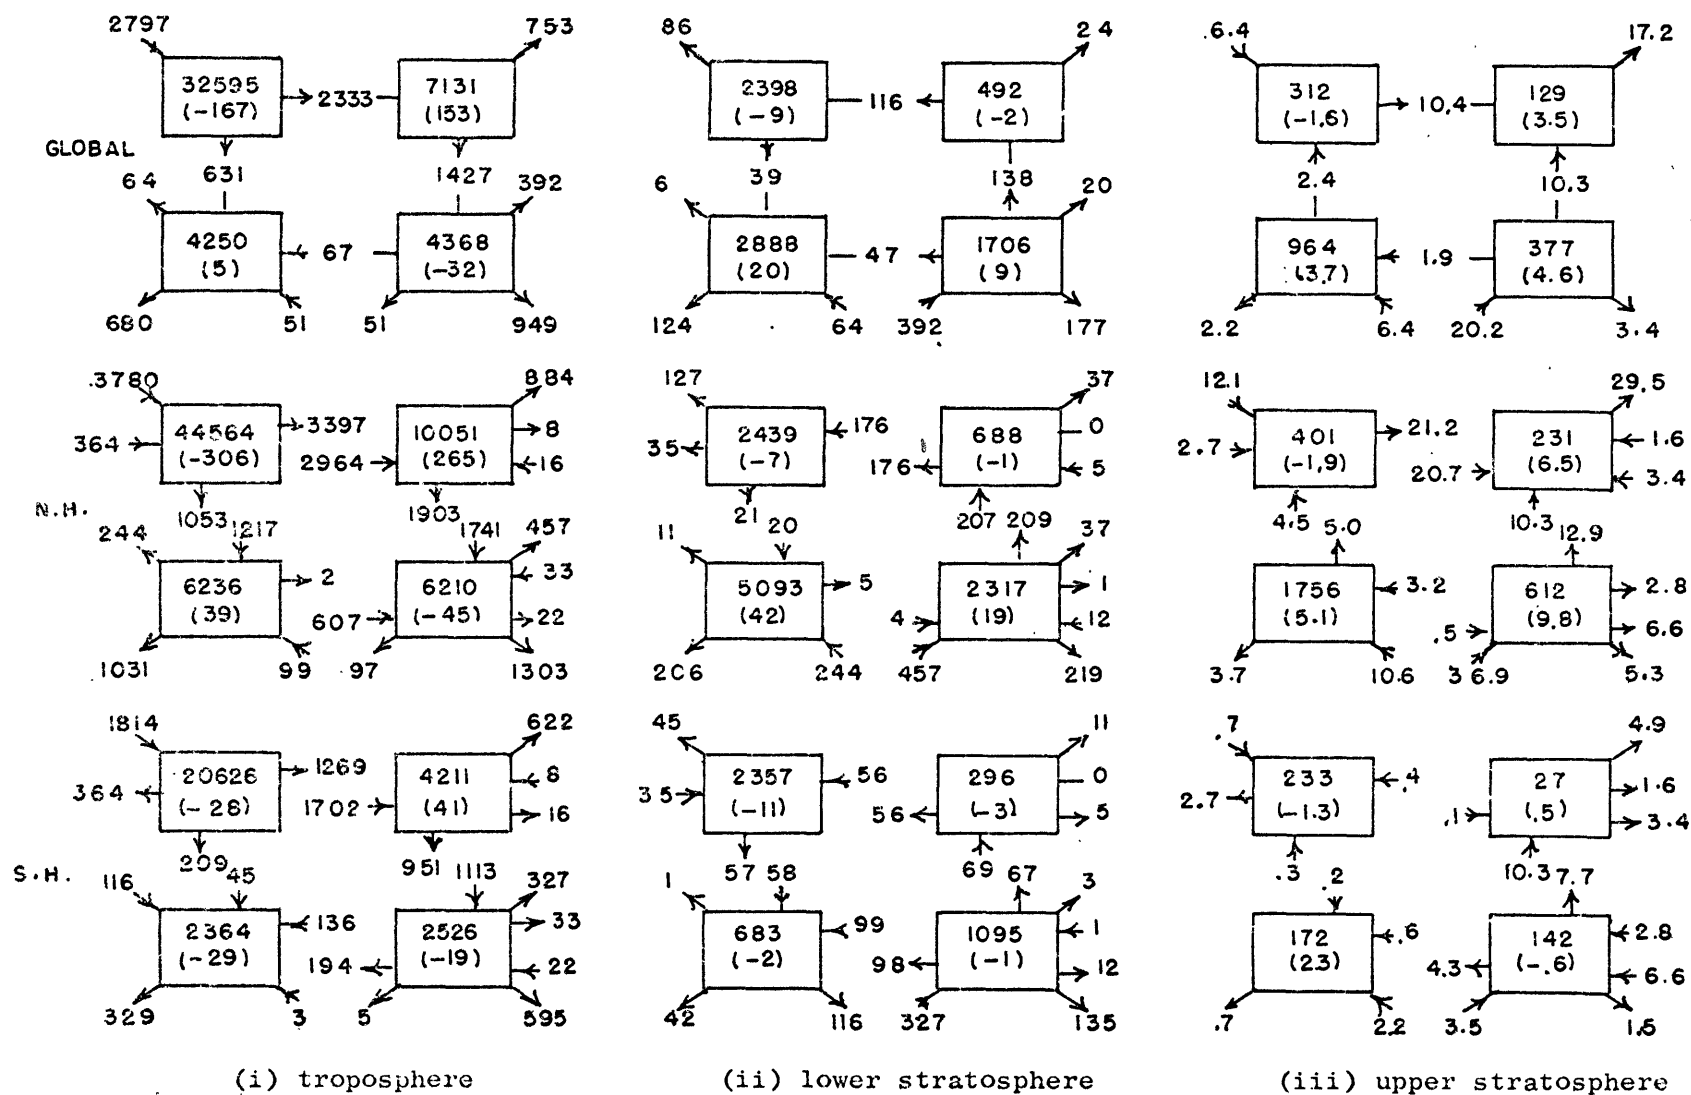 2797 753 86 24 .6.4 17.2
32595 → 2333 7131 2398 116 ← 492 312 → 10.4 129
(-167) (153) (-9) (-2) (-1.6) (3.5)
GLOBAL
64 631 1427 392 6 39 138 20 2.4 10.3
4250 ← 67 4368 2888 47 ← 1706 964 ← 1.9 377
(5) (-32) (20) (9) (3.7) (4.6)
680 51 51 949 124 64 392 177 2.2 6.4 20.2 3.4
.3780 884 127 37 12.1 29.5
44564 3397 10051 8 2439 176 688 0 401 21.2 231 1.6
364 (-306) 2964 (265) 16 35 (-7) 176 (-1) 5 2.7 (-1.9) 20.7 (6.5) 3.4
N.H.
1053 1217 1903 1741 21 20 207 209 4.5 5.0 10.3 12.9
244 457 11 37
6236 2 6210 33 5093 5 2317 1 1756 3.2 612 2.8
(39) 607 (-45) 22 (42) 4 (19) 12 (5.1) .5 (9.8) 6.6
1031 99 97 1303 206 244 457 219 3.7 10.6 36.9 5.3
1814 622 45 11 .7 4.9
20626 1269 4211 8 2357 56 296 0 233 .4 27 1.6
364 (-28) 1702 (41) 16 35 (-11) 56 (-3) 5 2.7 (-1.3) .1 (.5) 3.4
S.H.
209 45 951 1113 57 58 69 67 .3 .2 10.3 7.7
116 327 1 3
2364 136 2526 33 683 99 1095 1 172 .6 142 2.8
(-29) 194 (-19) 22 (-2) 98 (-1) 12 (2.3) 4.3 (-.6) 6.6
329 3 5 595 42 116 327 135 .7 2.2 3.5 1.5
(i) troposphere (ii) lower stratosphere (iii) upper stratosphere